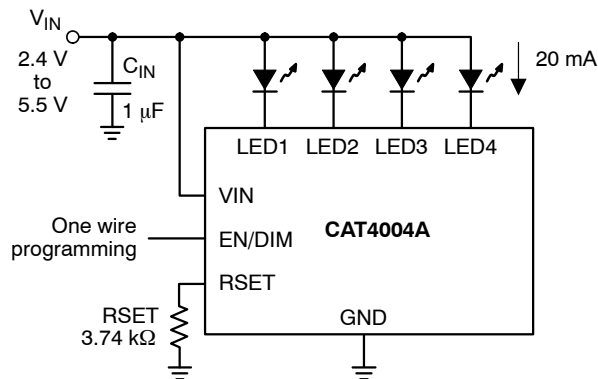 VIN
2.4 V
to
5.5 V
CIN
1 μF
20 mA
LED1 LED2 LED3 LED4
VIN
CAT4004A
One wire
programming
EN/DIM
RSET
RSET
3.74 kΩ
GND